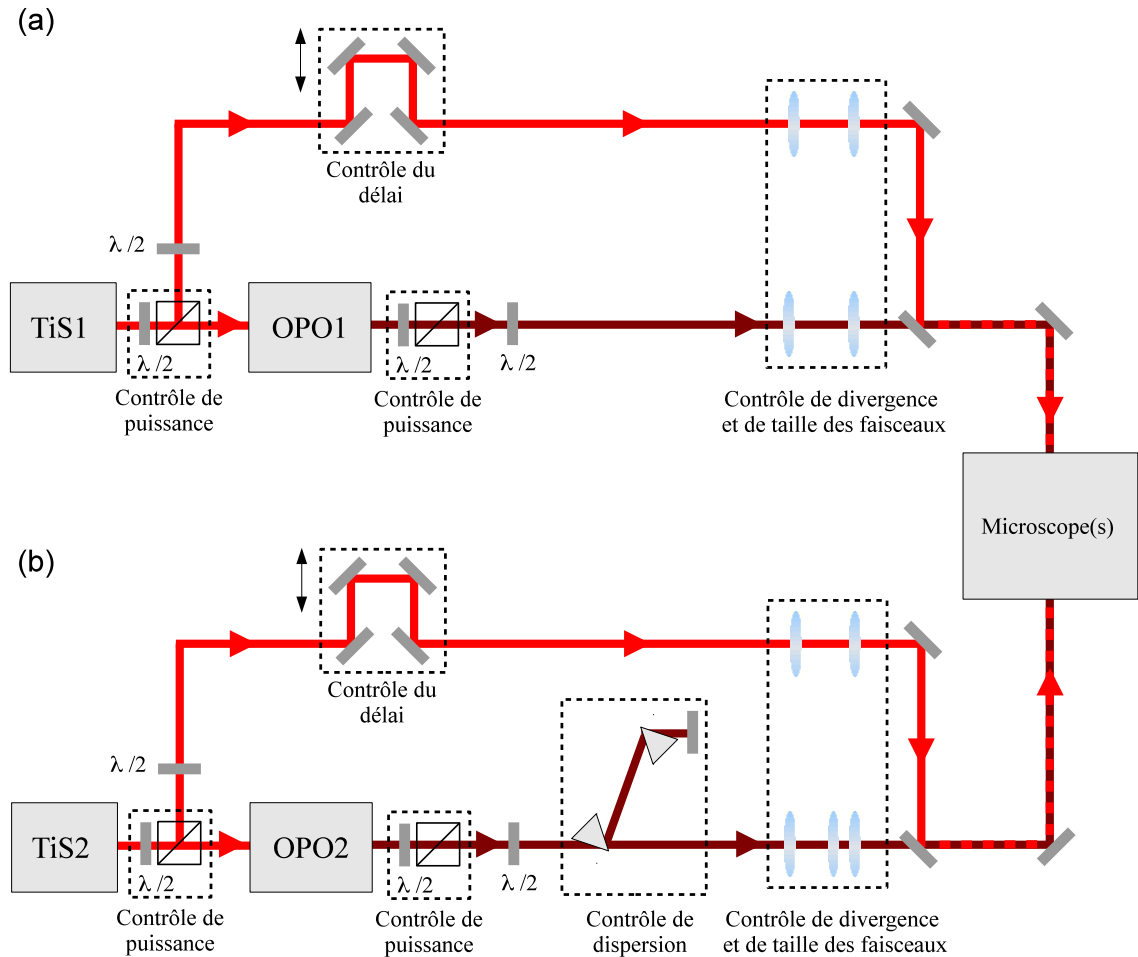 (a)
Contrôle du
délai
λ /2
TiS1
OPO1
λ /2
λ /2
λ /2
Contrôle de
puissance
Contrôle de
puissance
Contrôle de divergence
et de taille des faisceaux
Microscope(s)
(b)
Contrôle du
délai
λ /2
TiS2
OPO2
λ /2
λ /2
λ /2
Contrôle de
puissance
Contrôle de
puissance
Contrôle de
dispersion
Contrôle de divergence
et de taille des faisceaux